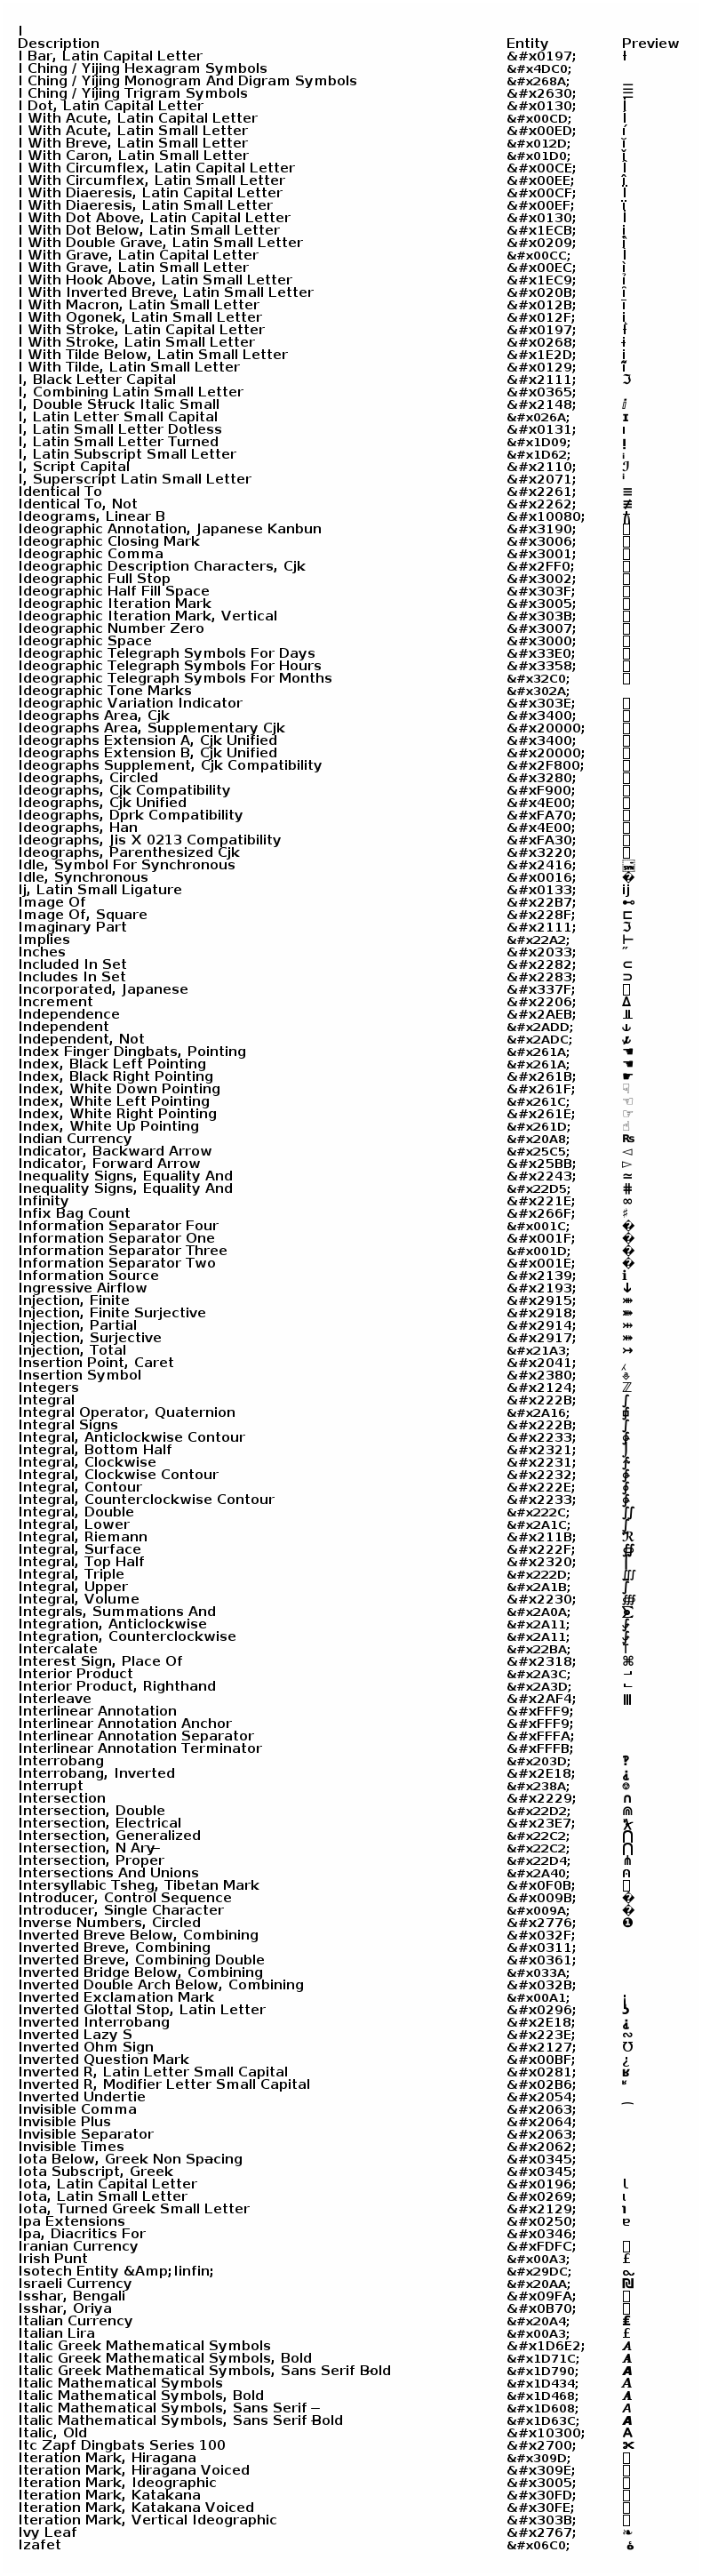 I
Description Entity Preview
I Bar, Latin Capital Letter &#x0197; Ɨ
I Ching / Yijing Hexagram Symbols &#x4DC0;
I Ching / Yijing Monogram And Digram Symbols &#x268A; ⚊
I Ching / Yijing Trigram Symbols &#x2630; ☰
I Dot, Latin Capital Letter &#x0130; İ
I With Acute, Latin Capital Letter &#x00CD; Í
I With Acute, Latin Small Letter &#x00ED; í
I With Breve, Latin Small Letter &#x012D; ĭ
I With Caron, Latin Small Letter &#x01D0; ǐ
I With Circumflex, Latin Capital Letter &#x00CE; Î
I With Circumflex, Latin Small Letter &#x00EE; î
I With Diaeresis, Latin Capital Letter &#x00CF; Ï
I With Diaeresis, Latin Small Letter &#x00EF; ï
I With Dot Above, Latin Capital Letter &#x0130; İ
I With Dot Below, Latin Small Letter &#x1ECB; ị
I With Double Grave, Latin Small Letter &#x0209; ȉ
I With Grave, Latin Capital Letter &#x00CC; Ì
I With Grave, Latin Small Letter &#x00EC; ì
I With Hook Above, Latin Small Letter &#x1EC9; ỉ
I With Inverted Breve, Latin Small Letter &#x020B; ȋ
I With Macron, Latin Small Letter &#x012B; ī
I With Ogonek, Latin Small Letter &#x012F; į
I With Stroke, Latin Capital Letter &#x0197; Ɨ
I With Stroke, Latin Small Letter &#x0268; ɨ
I With Tilde Below, Latin Small Letter &#x1E2D; ḭ
I With Tilde, Latin Small Letter &#x0129; ĩ
I, Black Letter Capital &#x2111; ℑ
I, Combining Latin Small Letter &#x0365;
I, Double Struck Italic Small &#x2148; ⅈ
I, Latin Letter Small Capital &#x026A; ɪ
I, Latin Small Letter Dotless &#x0131; ı
I, Latin Small Letter Turned &#x1D09; ᴉ
I, Latin Subscript Small Letter &#x1D62; ᵢ
I, Script Capital &#x2110; ℐ
I, Superscript Latin Small Letter &#x2071; ⁱ
Identical To &#x2261; ≡
Identical To, Not &#x2262; ≢
Ideograms, Linear B &#x10080; 𐂀
Ideographic Annotation, Japanese Kanbun &#x3190;
Ideographic Closing Mark &#x3006;
Ideographic Comma &#x3001;
Ideographic Description Characters, Cjk &#x2FF0;
Ideographic Full Stop &#x3002;
Ideographic Half Fill Space &#x303F;
Ideographic Iteration Mark &#x3005;
Ideographic Iteration Mark, Vertical &#x303B;
Ideographic Number Zero &#x3007;
Ideographic Space &#x3000;
Ideographic Telegraph Symbols For Days &#x33E0;
Ideographic Telegraph Symbols For Hours &#x3358;
Ideographic Telegraph Symbols For Months &#x32C0;
Ideographic Tone Marks &#x302A;
Ideographic Variation Indicator &#x303E;
Ideographs Area, Cjk &#x3400;
Ideographs Area, Supplementary Cjk &#x20000;
Ideographs Extension A, Cjk Unified &#x3400;
Ideographs Extension B, Cjk Unified &#x20000;
Ideographs Supplement, Cjk Compatibility &#x2F800;
Ideographs, Circled &#x3280;
Ideographs, Cjk Compatibility &#xF900;
Ideographs, Cjk Unified &#x4E00;
Ideographs, Dprk Compatibility &#xFA70;
Ideographs, Han &#x4E00;
Ideographs, Jis X 0213 Compatibility &#xFA30;
Ideographs, Parenthesized Cjk &#x3220;
Idle, Symbol For Synchronous &#x2416; ␖
Idle, Synchronous &#x0016; �
Ij, Latin Small Ligature &#x0133; ij
Image Of &#x22B7; ⊷
Image Of, Square &#x228F; ⊏
Imaginary Part &#x2111; ℑ
Implies &#x22A2; ⊢
Inches &#x2033; ″
Included In Set &#x2282; ⊂
Includes In Set &#x2283; ⊃
Incorporated, Japanese &#x337F;
Increment &#x2206; ∆
Independence &#x2AEB; ⫫
Independent &#x2ADD; ⫝
Independent, Not &#x2ADC; ⫝̸
Index Finger Dingbats, Pointing &#x261A; ☚
Index, Black Left Pointing &#x261A; ☚
Index, Black Right Pointing &#x261B; ☛
Index, White Down Pointing &#x261F; ☟
Index, White Left Pointing &#x261C; ☜
Index, White Right Pointing &#x261E; ☞
Index, White Up Pointing &#x261D; ☝
Indian Currency &#x20A8; ₨
Indicator, Backward Arrow &#x25C5; ◅
Indicator, Forward Arrow &#x25BB; ▻
Inequality Signs, Equality And &#x2243; ≃
Inequality Signs, Equality And &#x22D5; ⋕
Infinity &#x221E; ∞
Infix Bag Count &#x266F; ♯
Information Separator Four &#x001C; �
Information Separator One &#x001F; �
Information Separator Three &#x001D; �
Information Separator Two &#x001E; �
Information Source &#x2139; ℹ
Ingressive Airflow &#x2193; ↓
Injection, Finite &#x2915; ⤕
Injection, Finite Surjective &#x2918; ⤘
Injection, Partial &#x2914; ⤔
Injection, Surjective &#x2917; ⤗
Injection, Total &#x21A3; ↣
Insertion Point, Caret &#x2041; ⁁
Insertion Symbol &#x2380; ⎀
Integers &#x2124; ℤ
Integral &#x222B; ∫
Integral Operator, Quaternion &#x2A16; ⨖
Integral Signs &#x222B; ∫
Integral, Anticlockwise Contour &#x2233; ∳
Integral, Bottom Half &#x2321; ⌡
Integral, Clockwise &#x2231; ∱
Integral, Clockwise Contour &#x2232; ∲
Integral, Contour &#x222E; ∮
Integral, Counterclockwise Contour &#x2233; ∳
Integral, Double &#x222C; ∬
Integral, Lower &#x2A1C; ⨜
Integral, Riemann &#x211B; ℛ
Integral, Surface &#x222F; ∯
Integral, Top Half &#x2320; ⌠
Integral, Triple &#x222D; ∭
Integral, Upper &#x2A1B; ⨛
Integral, Volume &#x2230; ∰
Integrals, Summations And &#x2A0A; ⨊
Integration, Anticlockwise &#x2A11; ⨑
Integration, Counterclockwise &#x2A11; ⨑
Intercalate &#x22BA; ⊺
Interest Sign, Place Of &#x2318; ⌘
Interior Product &#x2A3C; ⨼
Interior Product, Righthand &#x2A3D; ⨽
Interleave &#x2AF4; ⫴
Interlinear Annotation &#xFFF9;
Interlinear Annotation Anchor &#xFFF9;
Interlinear Annotation Separator &#xFFFA;
Interlinear Annotation Terminator &#xFFFB;
Interrobang &#x203D; ‽
Interrobang, Inverted &#x2E18; ⸘
Interrupt &#x238A; ⎊
Intersection &#x2229; ∩
Intersection, Double &#x22D2; ⋒
Intersection, Electrical &#x23E7; ⏧
Intersection, Generalized &#x22C2; ⋂
Intersection, N Ary &#x22C2; ⋂
Intersection, Proper &#x22D4; ⋔
Intersections And Unions &#x2A40; ⩀
Intersyllabic Tsheg, Tibetan Mark &#x0F0B;
Introducer, Control Sequence &#x009B; �
Introducer, Single Character &#x009A; �
Inverse Numbers, Circled &#x2776; ❶
Inverted Breve Below, Combining &#x032F;
Inverted Breve, Combining &#x0311;
Inverted Breve, Combining Double &#x0361;
Inverted Bridge Below, Combining &#x033A;
Inverted Double Arch Below, Combining &#x032B;
Inverted Exclamation Mark &#x00A1; ¡
Inverted Glottal Stop, Latin Letter &#x0296; ʖ
Inverted Interrobang &#x2E18; ⸘
Inverted Lazy S &#x223E; ∾
Inverted Ohm Sign &#x2127; ℧
Inverted Question Mark &#x00BF; ¿
Inverted R, Latin Letter Small Capital &#x0281; ʁ
Inverted R, Modifier Letter Small Capital &#x02B6; ʶ
Inverted Undertie &#x2054; ⁔
Invisible Comma &#x2063;
Invisible Plus &#x2064;
Invisible Separator &#x2063;
Invisible Times &#x2062;
Iota Below, Greek Non Spacing &#x0345;
Iota Subscript, Greek &#x0345;
Iota, Latin Capital Letter &#x0196; Ɩ
Iota, Latin Small Letter &#x0269; ɩ
Iota, Turned Greek Small Letter &#x2129; ℩
Ipa Extensions &#x0250; ɐ
Ipa, Diacritics For &#x0346;
Iranian Currency &#xFDFC;
Irish Punt &#x00A3; £
Isotech Entity &Amp;Iinfin; &#x29DC; ⧜
Israeli Currency &#x20AA; ₪
Isshar, Bengali &#x09FA;
Isshar, Oriya &#x0B70;
Italian Currency &#x20A4; ₤
Italian Lira &#x00A3; £
Italic Greek Mathematical Symbols &#x1D6E2; 𝛢
Italic Greek Mathematical Symbols, Bold &#x1D71C; 𝜜
Italic Greek Mathematical Symbols, Sans Serif Bold &#x1D790; 𝞐
Italic Mathematical Symbols &#x1D434; 𝐴
Italic Mathematical Symbols, Bold &#x1D468; 𝑨
Italic Mathematical Symbols, Sans Serif &#x1D608; 𝘈
Italic Mathematical Symbols, Sans Serif Bold &#x1D63C; 𝘼
Italic, Old &#x10300; 𐌀
Itc Zapf Dingbats Series 100 &#x2700; ✀
Iteration Mark, Hiragana &#x309D;
Iteration Mark, Hiragana Voiced &#x309E;
Iteration Mark, Ideographic &#x3005;
Iteration Mark, Katakana &#x30FD;
Iteration Mark, Katakana Voiced &#x30FE;
Iteration Mark, Vertical Ideographic &#x303B;
Ivy Leaf &#x2767; ❧
Izafet &#x06C0; ۀ